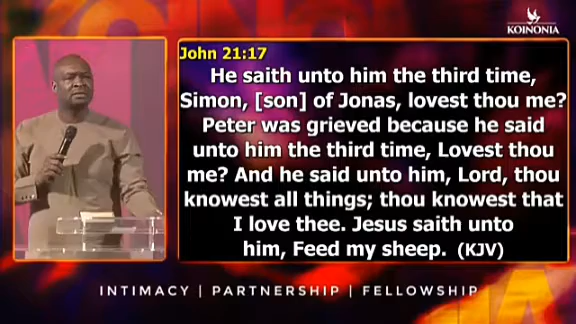 KOINONIA
John 21:17
He saith unto him the third time,
Simon, [son] of Jonas, lovest thou me?
Peter was grieved because he said
unto him the third time, Lovest thou
me? And he said unto him, Lord, thou
knowest all things; thou knowest that
I love thee. Jesus saith unto
him, Feed my sheep. (KJV)
INTIMACY | PARTNERSHIP | FELLOWSHIP